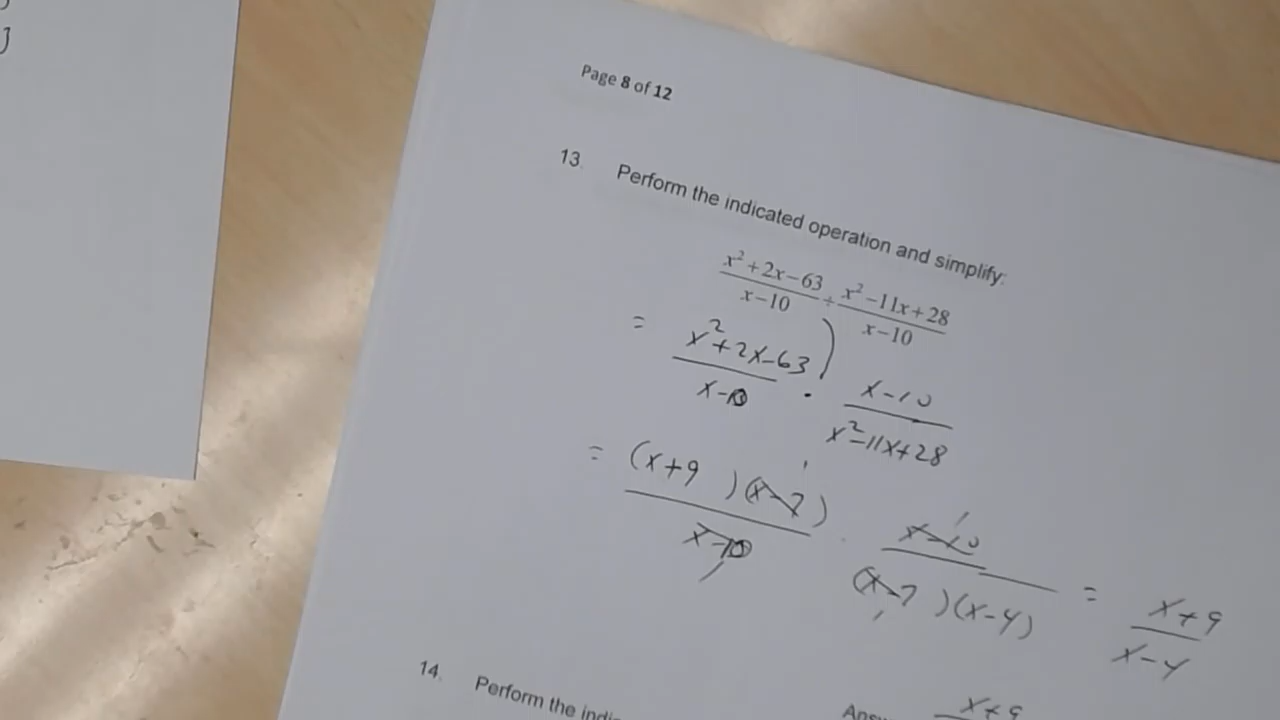 ]
Page 8 of 12
13. Perform the indicated operation and simplify:
x²+2x−63 / x−10 ÷ x²−11x+28 / x−10
= x²+2x−63 / x−10 ) · x−10 / x²−11x+28
= (x+9 )(x−7) / x−10 · x−10 / (x−7 )(x−4) = x+9 / x−4
14. Perform the indi
x+9